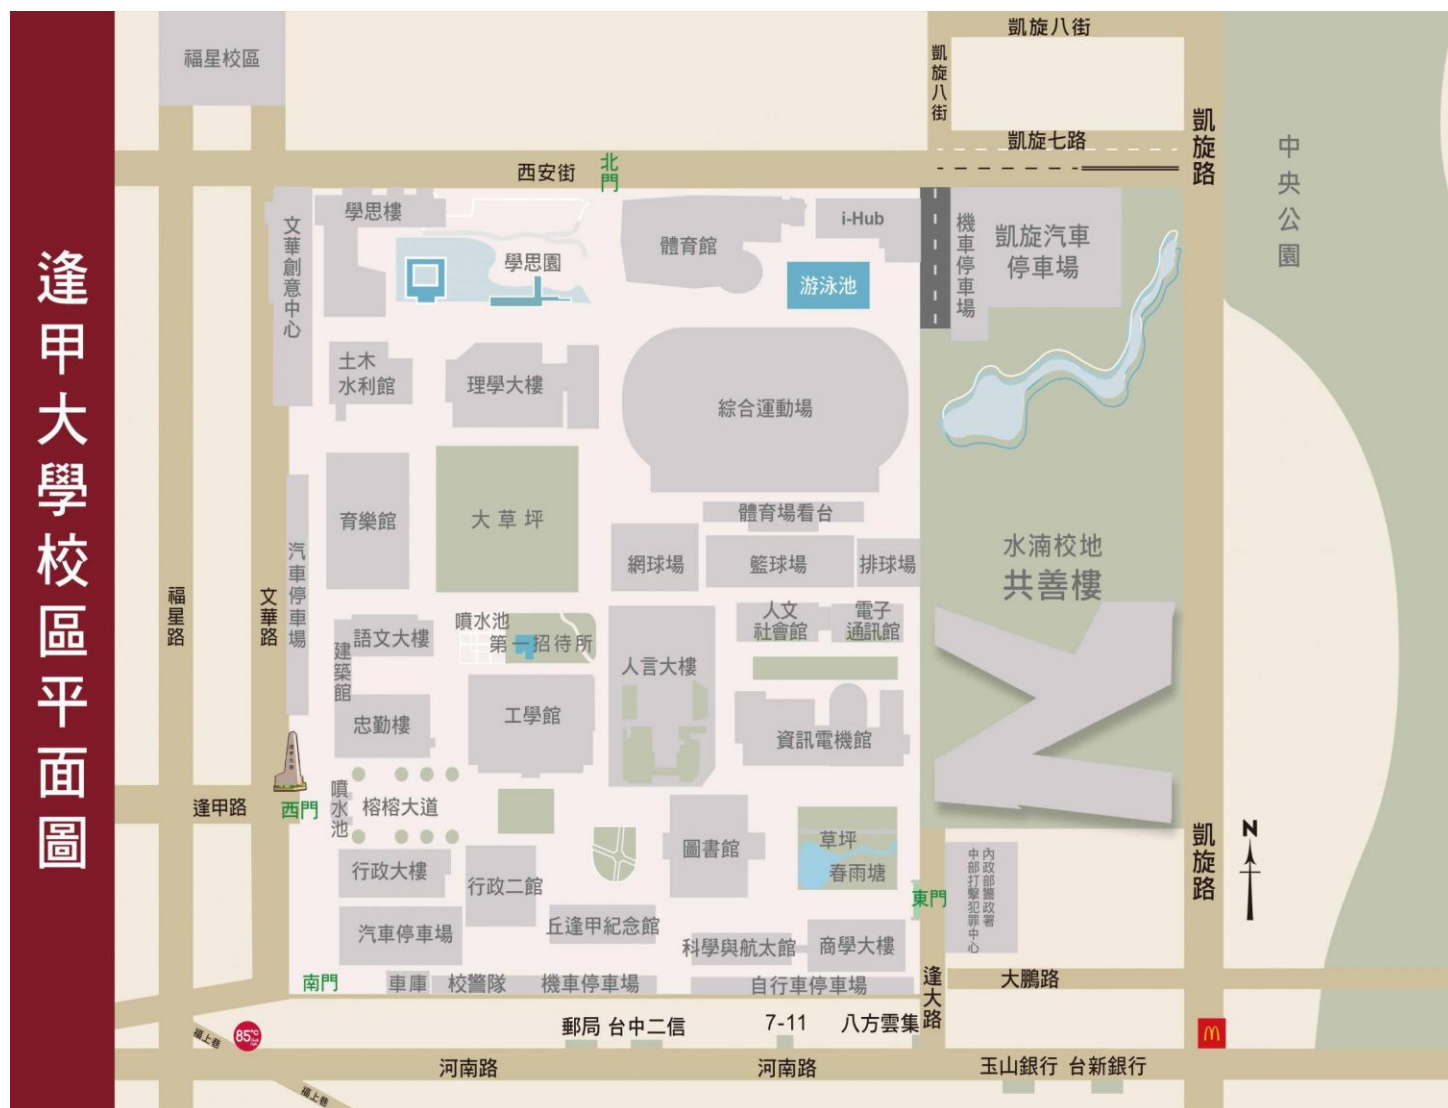 逢甲大學校區平面圖
福星校區
凱旋八街
凱旋八街
凱旋七路
凱旋路
中央公園
西安街
北門
文華創意中心
學思樓
學思園
體育館
i-Hub
游泳池
機車停車場
凱旋汽車
停車場
土木
水利館
理學大樓
綜合運動場
育樂館
大草坪
體育場看台
網球場
籃球場
排球場
水湳校地
共善樓
汽車停車場
福星路
文華路
建築館
語文大樓
噴水池
第一招待所
人文
社會館
電子
通訊館
人言大樓
忠勤樓
工學館
資訊電機館
逢甲路
西門
噴水池
榕榕大道
行政大樓
行政二館
圖書館
草坪
春雨塘
東門
內政部警政署
中部打擊犯罪中心
凱旋路
N
汽車停車場
丘逢甲紀念館
科學與航太館
商學大樓
南門
車庫
校警隊
機車停車場
自行車停車場
逢大路
大鵬路
福上巷
85°C
郵局 台中二信
7-11
八方雲集
河南路
河南路
玉山銀行 台新銀行
福上巷